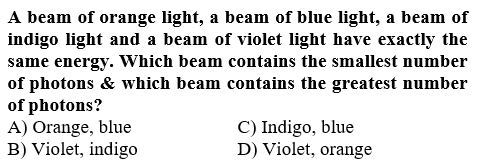 A beam of orange light, a beam of blue light, a beam of
indigo light and a beam of violet light have exactly the
same energy. Which beam contains the smallest number
of photons & which beam contains the greatest number
of photons?
A) Orange, blue C) Indigo, blue
B) Violet, indigo D) Violet, orange